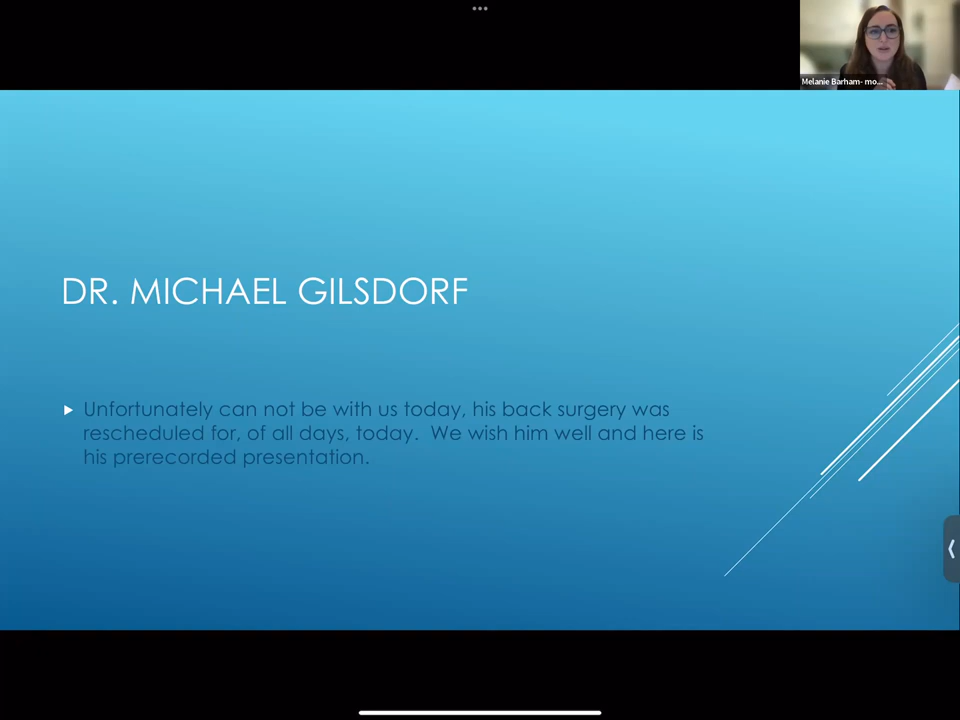 Melanie Barham- mo...
DR. MICHAEL GILSDORF
Unfortunately can not be with us today, his back surgery was
rescheduled for, of all days, today.  We wish him well and here is
his prerecorded presentation.